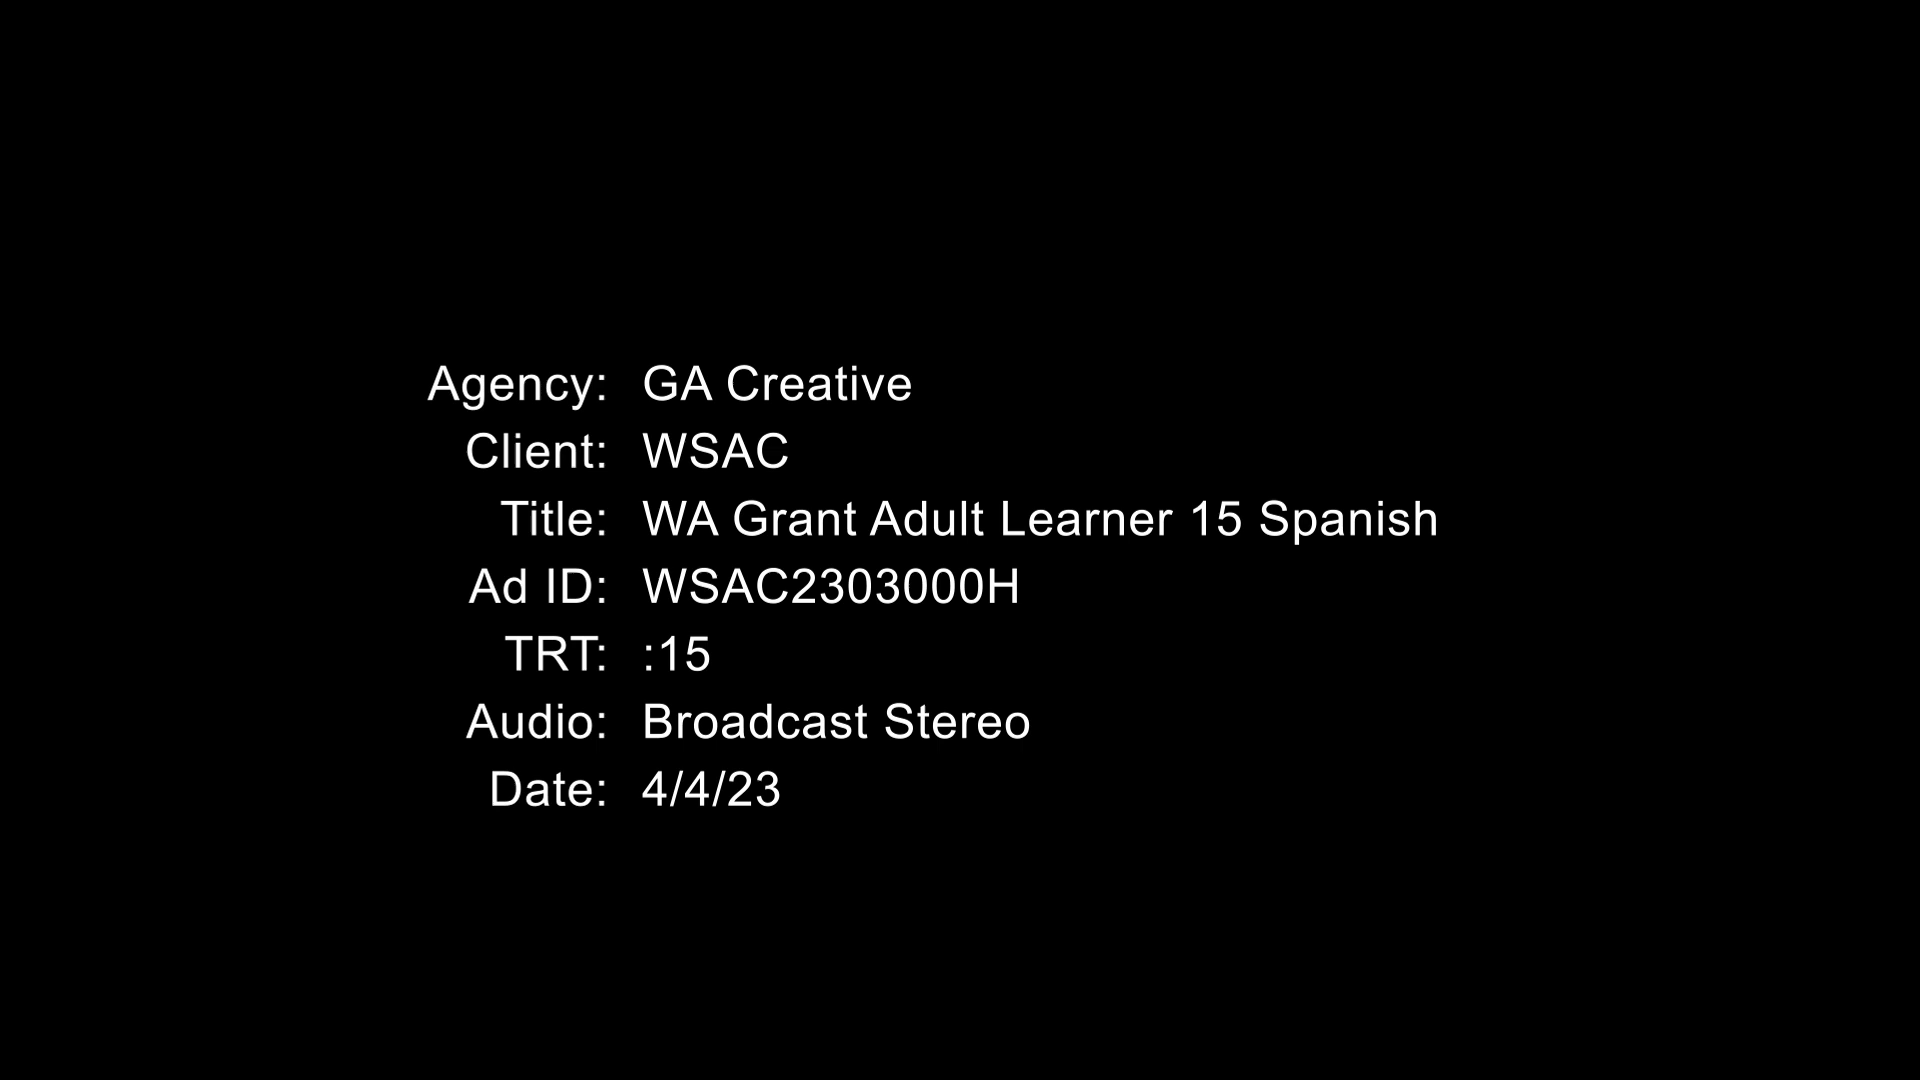 Agency: GA Creative
Client: WSAC
Title: WA Grant Adult Learner 15 Spanish
Ad ID: WSAC2303000H
TRT: :15
Audio: Broadcast Stereo
Date: 4/4/23